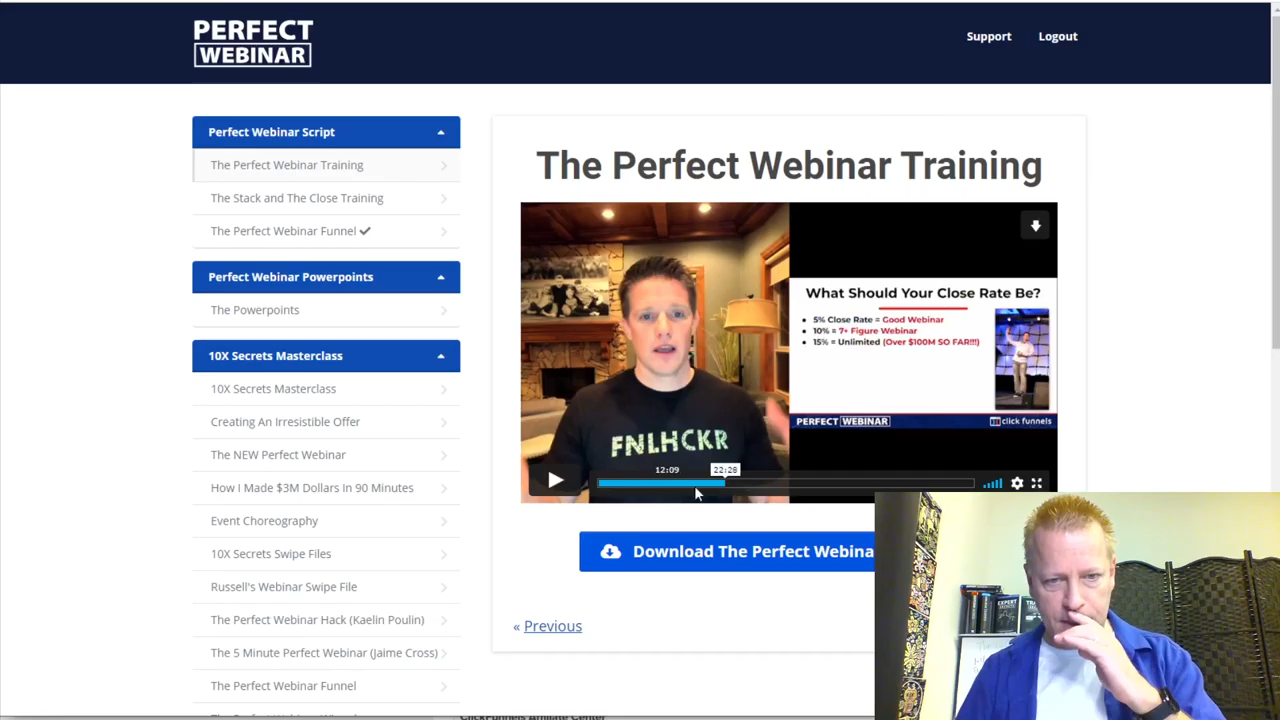 PERFECT
WEBINAR
Support
Logout
Perfect Webinar Script
The Perfect Webinar Training
The Stack and The Close Training
The Perfect Webinar Funnel
Perfect Webinar Powerpoints
The Powerpoints
10X Secrets Masterclass
10X Secrets Masterclass
Creating An Irresistible Offer
The NEW Perfect Webinar
How I Made $3M Dollars In 90 Minutes
Event Choreography
10X Secrets Swipe Files
Russell's Webinar Swipe File
The Perfect Webinar Hack (Kaelin Poulin)
The 5 Minute Perfect Webinar (Jaime Cross)
The Perfect Webinar Funnel
The Perfect Webinar Training
What Should Your Close Rate Be?
• 5% Close Rate = Good Webinar
• 10% = 7+ Figure Webinar
• 15% = Unlimited (Over $100M SO FAR!!!)
PERFECT WEBINAR
click funnels
FNLHCKR
12:09
22:28
Download The Perfect Webina
« Previous
EXPERT
SECRETS
ClickFunnels Affiliate Center